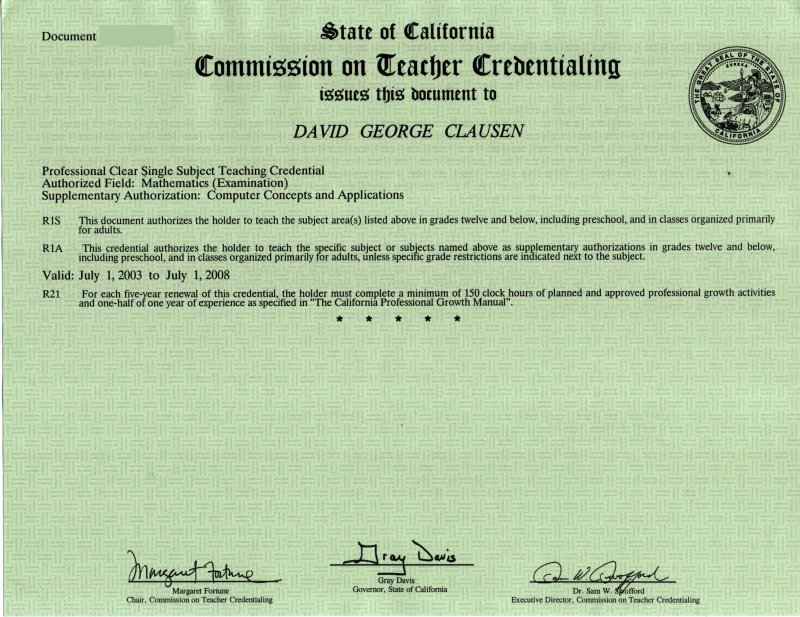 Document
State of California
Commission on Teacher Credentialing
issues this document to
DAVID GEORGE CLAUSEN
THE GREAT SEAL OF THE STATE OF CALIFORNIA
EUREKA
Professional Clear Single Subject Teaching Credential
Authorized Field: Mathematics (Examination)
Supplementary Authorization: Computer Concepts and Applications
R1S This document authorizes the holder to teach the subject area(s) listed above in grades twelve and below, including preschool, and in classes organized primarily
for adults.
R1A This credential authorizes the holder to teach the specific subject or subjects named above as supplementary authorizations in grades twelve and below,
including preschool, and in classes organized primarily for adults, unless specific grade restrictions are indicated next to the subject.
Valid: July 1, 2003 to July 1, 2008
R21 For each five-year renewal of this credential, the holder must complete a minimum of 150 clock hours of planned and approved professional growth activities
and one-half of one year of experience as specified in "The California Professional Growth Manual".
* * * * *
Margaret Fortune
Gray Davis
Sam W. Swofford
Margaret Fortune
Chair, Commission on Teacher Credentialing
Gray Davis
Governor, State of California
Dr. Sam W. Swofford
Executive Director, Commission on Teacher Credentialing